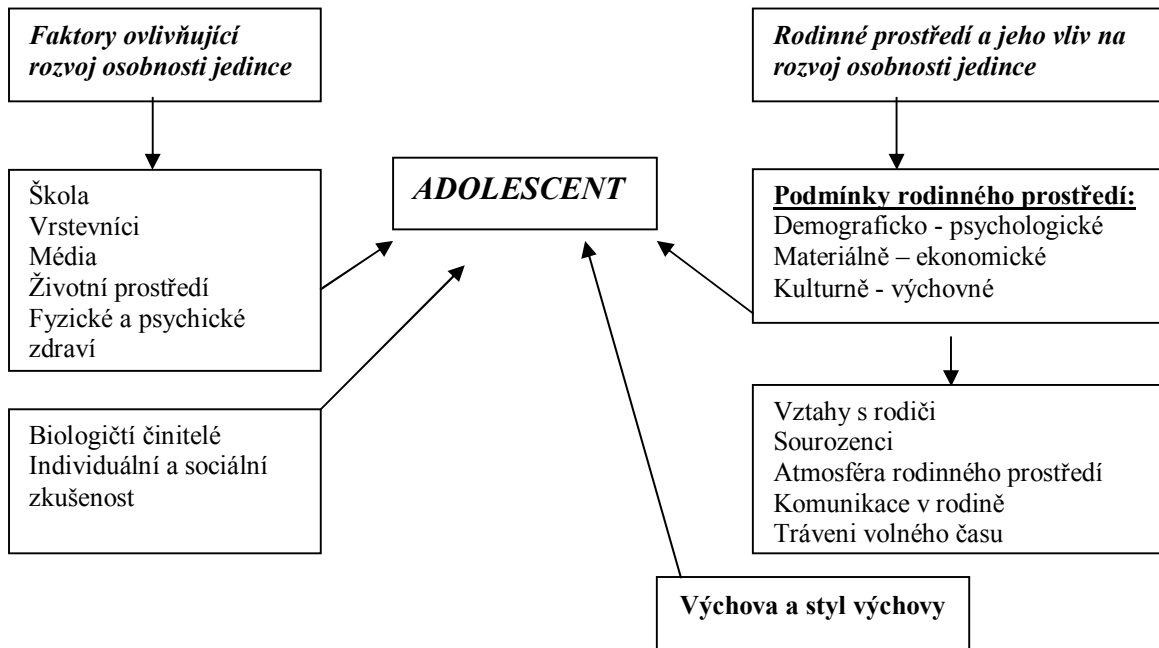 Faktory ovlivňující
rozvoj osobnosti jedince
Rodinné prostředí a jeho vliv na
rozvoj osobnosti jedince
ADOLESCENT
Škola
Vrstevníci
Média
Životní prostředí
Fyzické a psychické
zdraví
Podmínky rodinného prostředí:
Demograficko - psychologické
Materiálně – ekonomické
Kulturně - výchovné
Biologičtí činitelé
Individuální a sociální
zkušenost
Vztahy s rodiči
Sourozenci
Atmosféra rodinného prostředí
Komunikace v rodině
Tráveni volného času
Výchova a styl výchovy